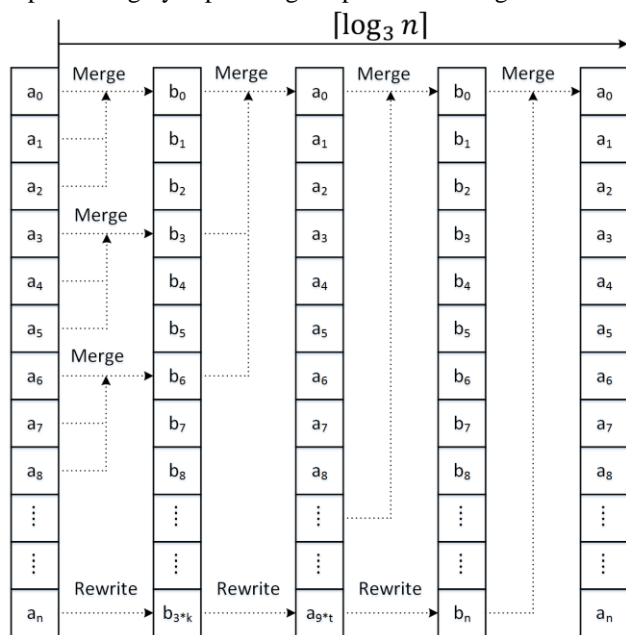 ⌈log₃ n⌉
Merge Merge Merge Merge
a₀ b₀ a₀ b₀ a₀
a₁ b₁ a₁ b₁ a₁
a₂ b₂ a₂ b₂ a₂
Merge
a₃ b₃ a₃ b₃ a₃
a₄ b₄ a₄ b₄ a₄
a₅ b₅ a₅ b₅ a₅
Merge
a₆ b₆ a₆ b₆ a₆
a₇ b₇ a₇ b₇ a₇
a₈ b₈ a₈ b₈ a₈
⋮ ⋮ ⋮ ⋮ ⋮
⋮ ⋮ ⋮ ⋮ ⋮
Rewrite Rewrite Rewrite
aₙ b₃*ₖ a₉*ₜ bₙ aₙ